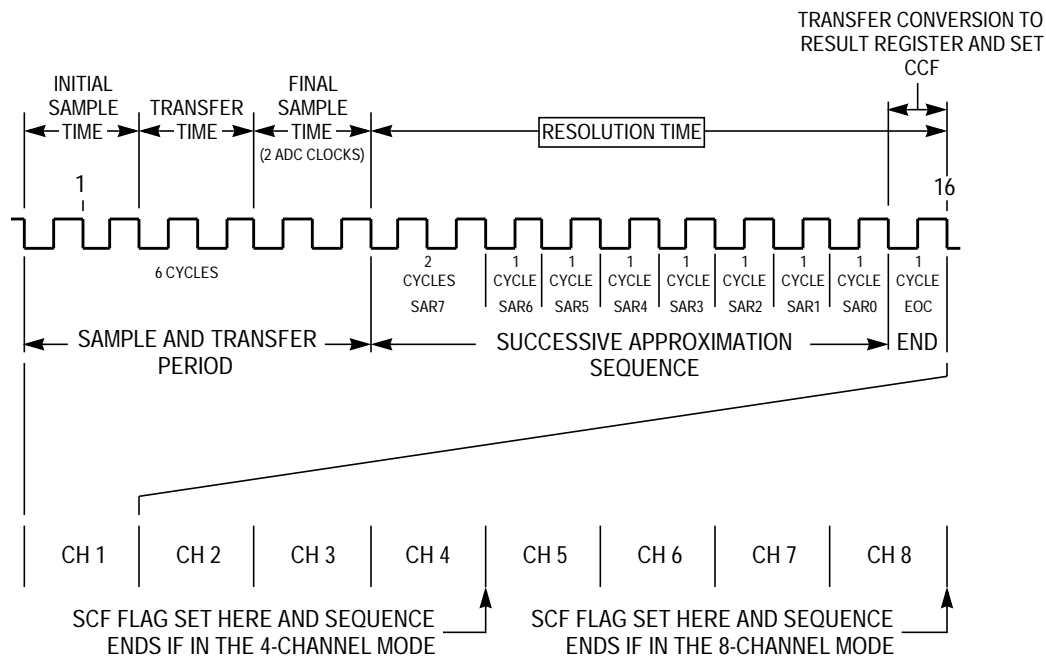 TRANSFER CONVERSION TO
RESULT REGISTER AND SET
CCF
INITIAL
SAMPLE
TIME
TRANSFER
TIME
FINAL
SAMPLE
TIME
(2 ADC CLOCKS)
RESOLUTION TIME
1
16
6 CYCLES
2
CYCLES
SAR7
1
CYCLE
SAR6
1
CYCLE
SAR5
1
CYCLE
SAR4
1
CYCLE
SAR3
1
CYCLE
SAR2
1
CYCLE
SAR1
1
CYCLE
SAR0
1
CYCLE
EOC
SAMPLE AND TRANSFER
PERIOD
SUCCESSIVE APPROXIMATION
SEQUENCE
END
CH 1
CH 2
CH 3
CH 4
CH 5
CH 6
CH 7
CH 8
SCF FLAG SET HERE AND SEQUENCE
ENDS IF IN THE 4-CHANNEL MODE
SCF FLAG SET HERE AND SEQUENCE
ENDS IF IN THE 8-CHANNEL MODE